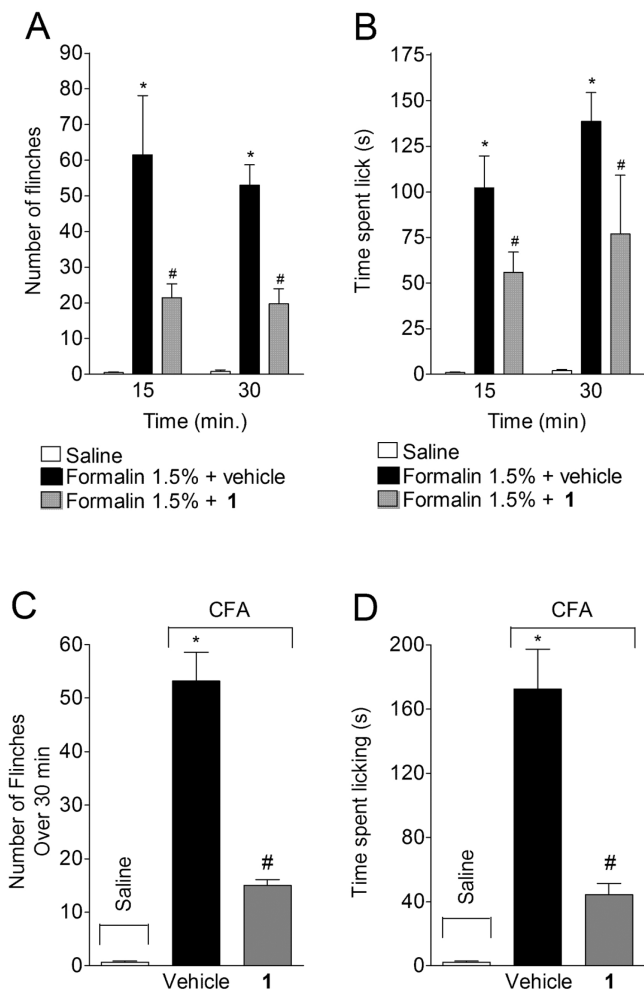 A
Number of flinches
90
80
70
60
50
40
30
20
10
0
*
#
*
#
15
30
Time (min.)
Saline
Formalin 1.5% + vehicle
Formalin 1.5% + 1
B
Time spent lick (s)
175
150
125
100
75
50
25
0
*
#
*
#
15
30
Time (min)
Saline
Formalin 1.5% + vehicle
Formalin 1.5% + 1
C
CFA
Number of Flinches
Over 30 min
60
50
40
30
20
10
0
Saline
*
#
Vehicle
1
D
CFA
Time spent licking (s)
200
160
120
80
40
0
Saline
*
#
Vehicle
1